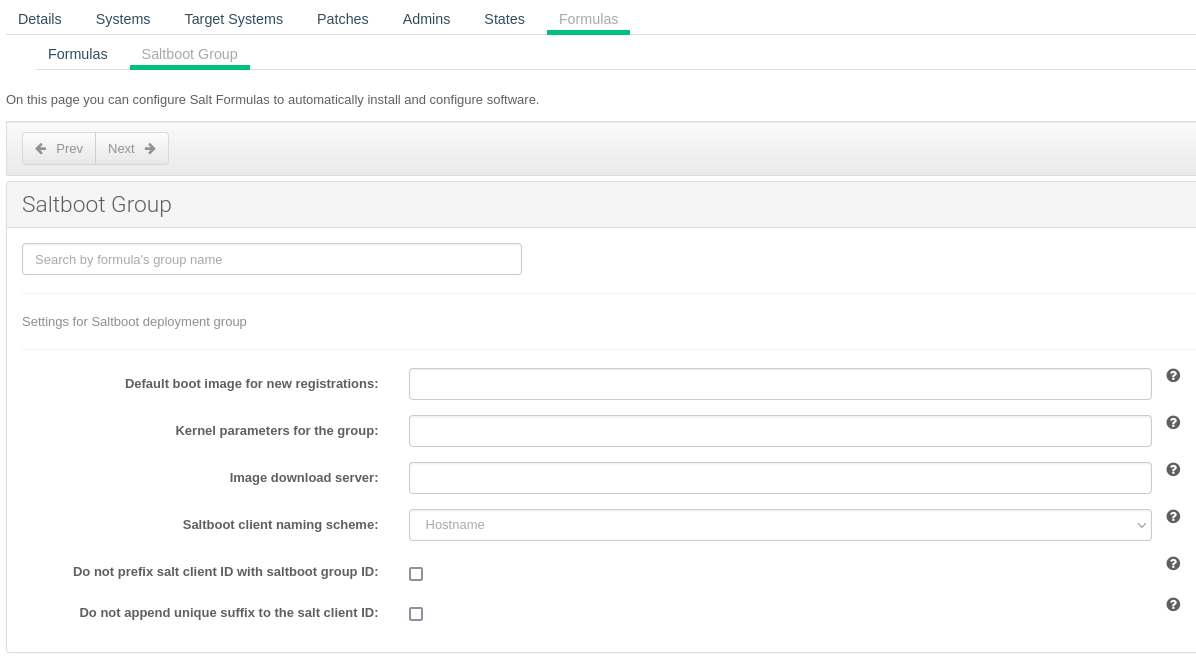 Details Systems Target Systems Patches Admins States Formulas
Formulas Saltboot Group
On this page you can configure Salt Formulas to automatically install and configure software.
Prev Next
Saltboot Group
Search by formula's group name
Settings for Saltboot deployment group
Default boot image for new registrations:
Kernel parameters for the group:
Image download server:
Saltboot client naming scheme: Hostname
Do not prefix salt client ID with saltboot group ID:
Do not append unique suffix to the salt client ID: